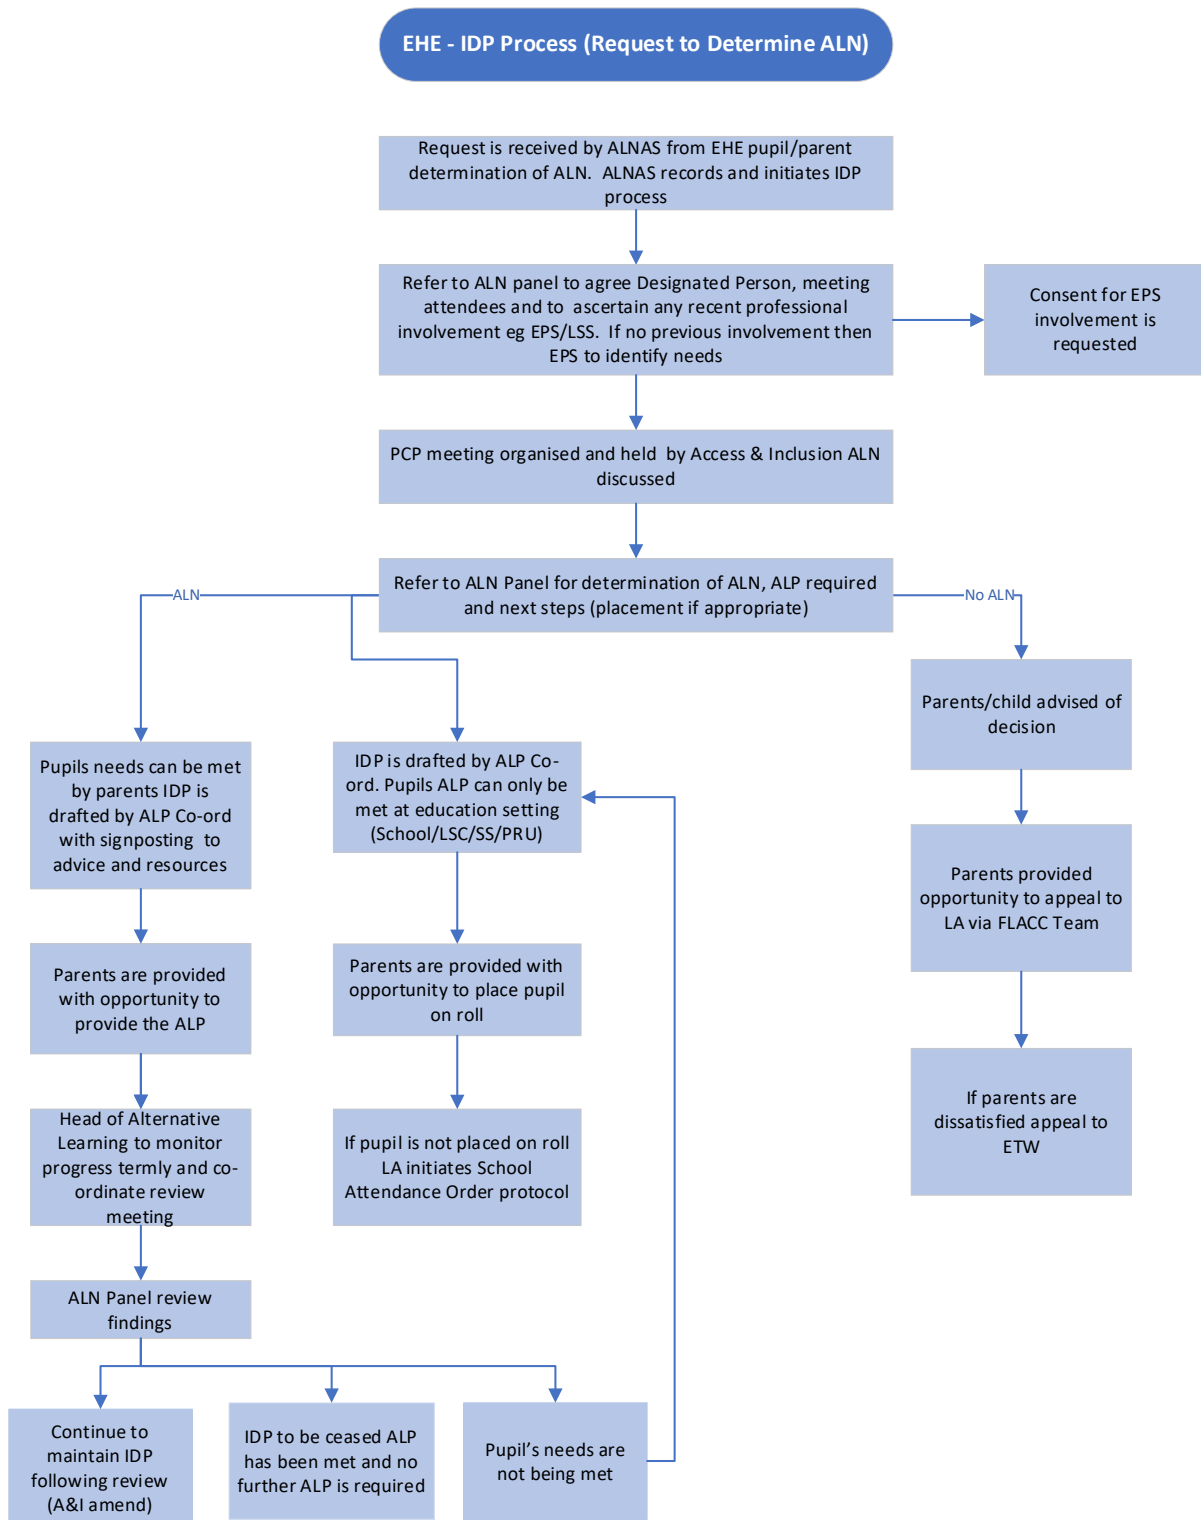 EHE - IDP Process (Request to Determine ALN)
Request is received by ALNAS from EHE pupil/parent
determination of ALN. ALNAS records and initiates IDP
process
Refer to ALN panel to agree Designated Person, meeting
attendees and to ascertain any recent professional
involvement eg EPS/LSS. If no previous involvement then
EPS to identify needs
Consent for EPS
involvement is
requested
PCP meeting organised and held by Access & Inclusion ALN
discussed
Refer to ALN Panel for determination of ALN, ALP required
and next steps (placement if appropriate)
ALN
No ALN
Pupils needs can be met
by parents IDP is
drafted by ALP Co-ord
with signposting to
advice and resources
IDP is drafted by ALP Co-
ord. Pupils ALP can only be
met at education setting
(School/LSC/SS/PRU)
Parents/child advised of
decision
Parents are provided
with opportunity to
provide the ALP
Parents are provided with
opportunity to place pupil
on roll
Parents provided
opportunity to appeal to
LA via FLACC Team
Head of Alternative
Learning to monitor
progress termly and co-
ordinate review
meeting
If pupil is not placed on roll
LA initiates School
Attendance Order protocol
If parents are
dissatisfied appeal to
ETW
ALN Panel review
findings
Continue to
maintain IDP
following review
(A&I amend)
IDP to be ceased ALP
has been met and no
further ALP is required
Pupil's needs are
not being met